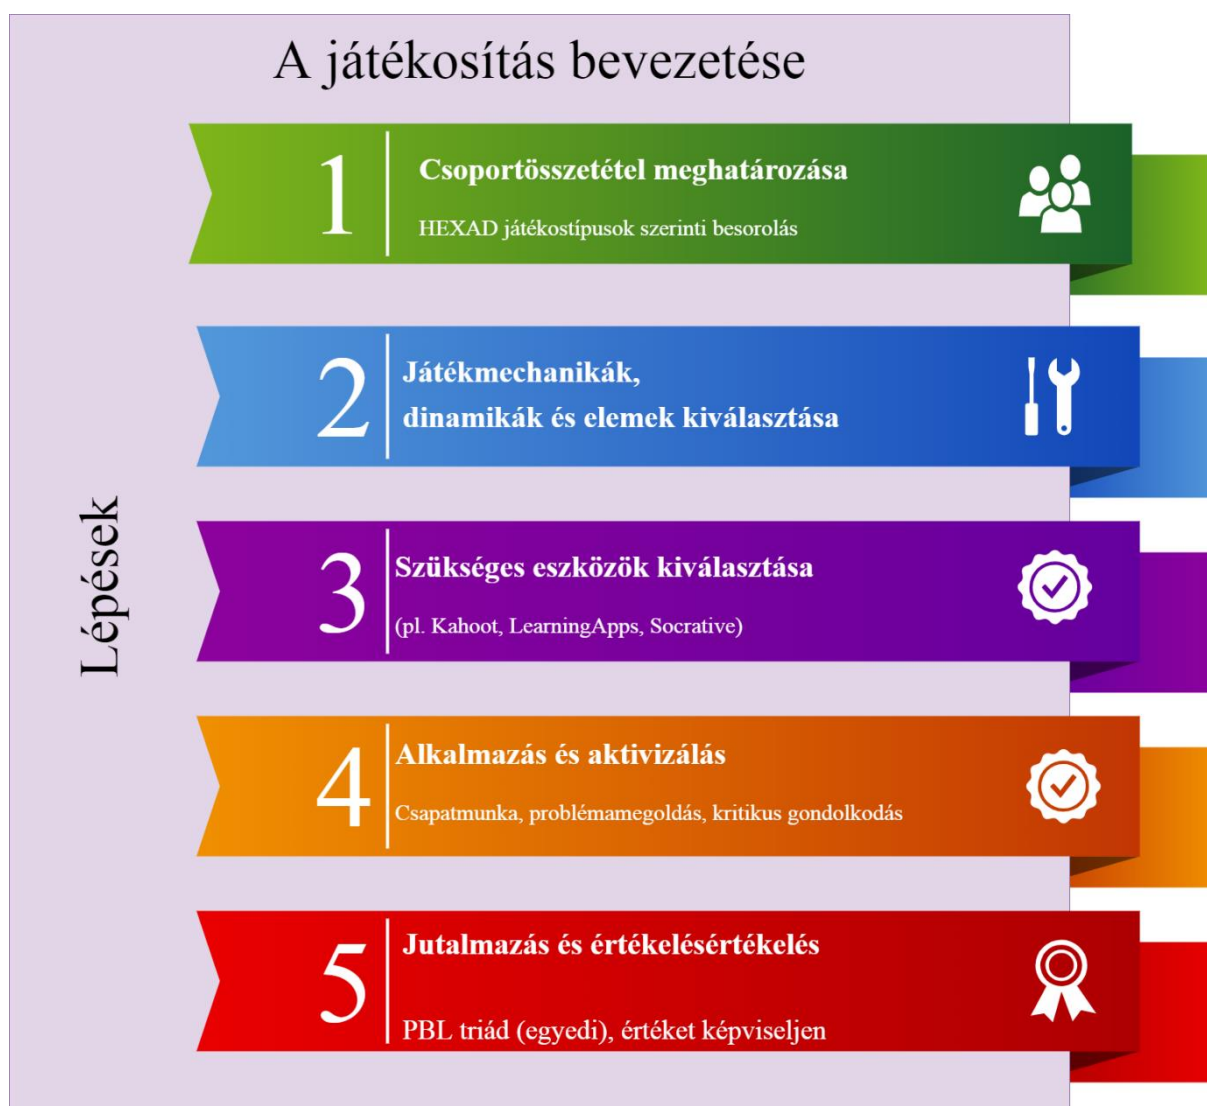 A játékosítás bevezetése
Lépések
1
Csoportösszetétel meghatározása
HEXAD játékostípusok szerinti besorolás
2
Játékmechanikák,
dinamikák és elemek kiválasztása
3
Szükséges eszközök kiválasztása
(pl. Kahoot, LearningApps, Socrative)
4
Alkalmazás és aktivizálás
Csapatmunka, problémamegoldás, kritikus gondolkodás
5
Jutalmazás és értékelésértékelés
PBL triád (egyedi), értéket képviseljen